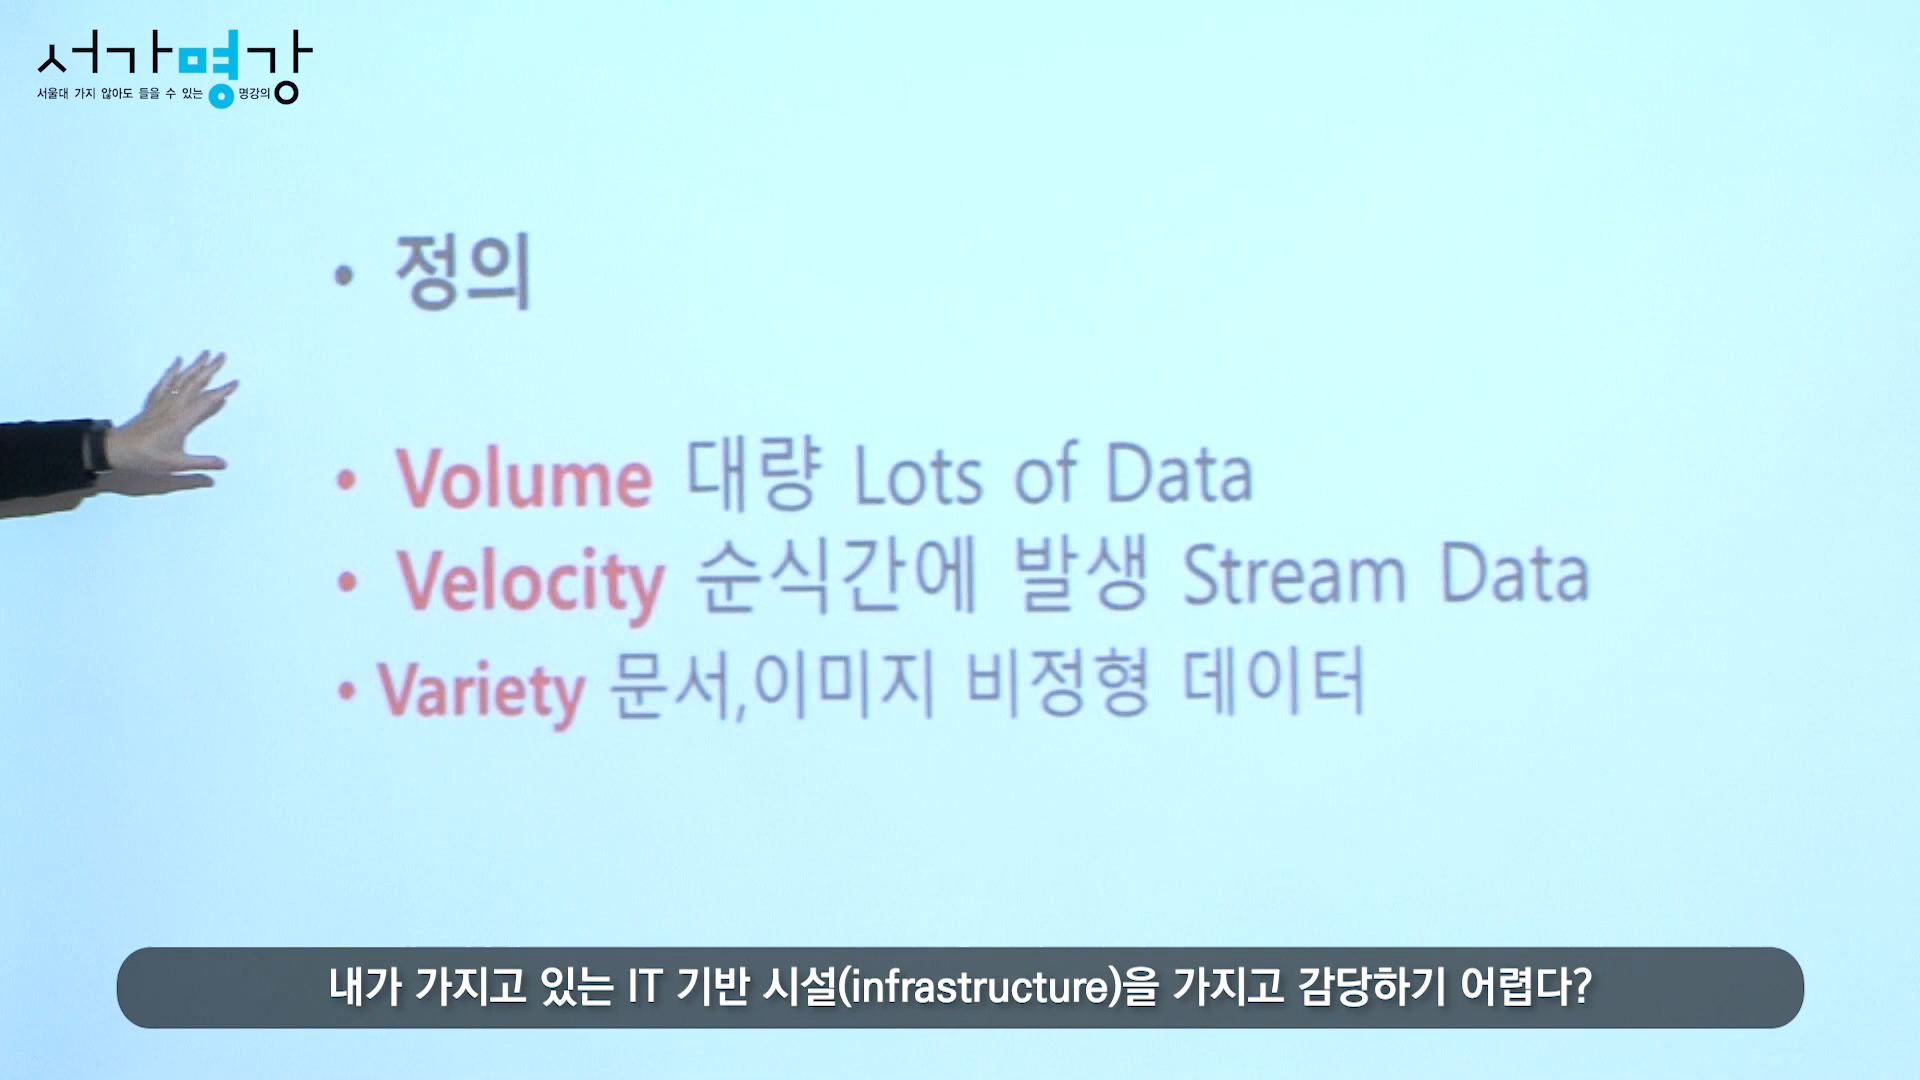 서가명강
서울대 가지 않아도 들을 수 있는 명강의
• 정의
• Volume 대량 Lots of Data
• Velocity 순식간에 발생 Stream Data
• Variety 문서,이미지 비정형 데이터
내가 가지고 있는 IT 기반 시설(infrastructure)을 가지고 감당하기 어렵다?